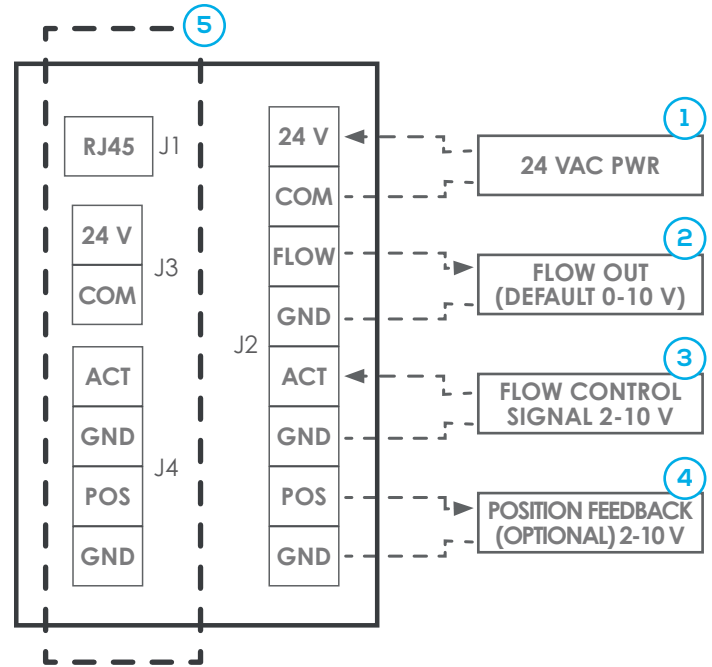 5
RJ45
J1
24 V
COM
J3
ACT
GND
POS
GND
J4
24 V
COM
FLOW
GND
ACT
GND
POS
GND
J2
1
24 VAC PWR
2
FLOW OUT
(DEFAULT 0-10 V)
3
FLOW CONTROL
SIGNAL 2-10 V
4
POSITION FEEDBACK
(OPTIONAL) 2-10 V